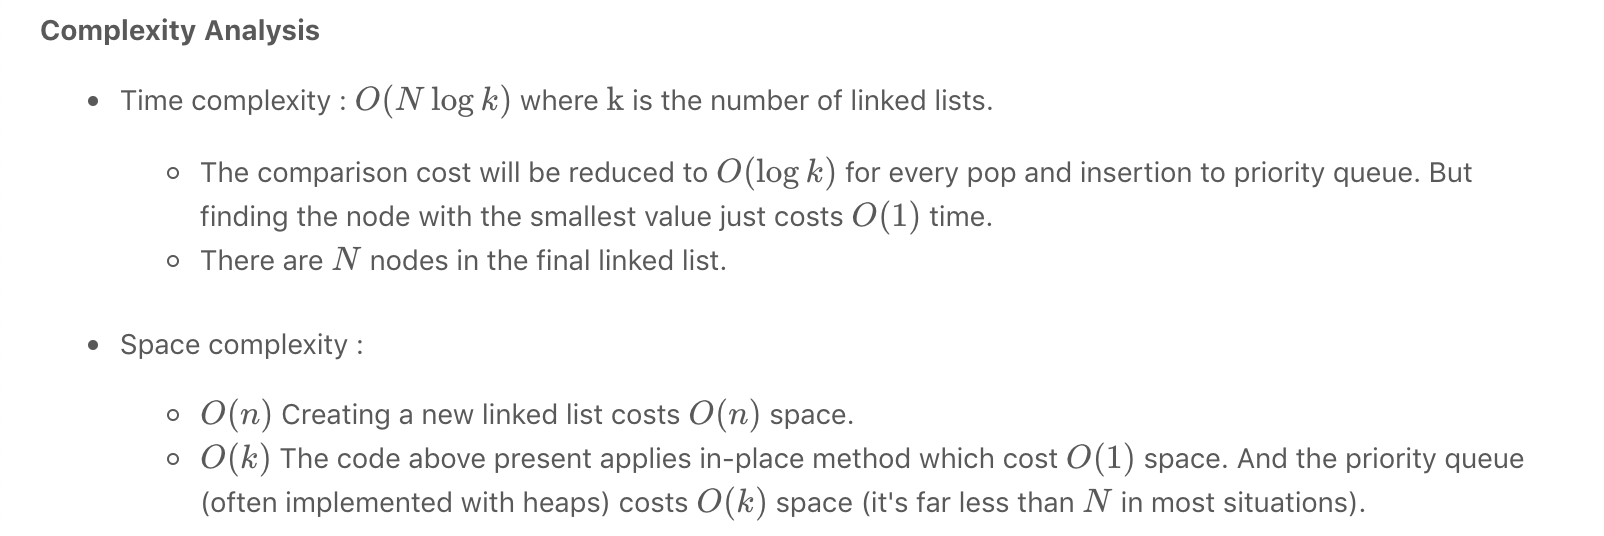 Complexity Analysis
• Time complexity : O(N log k) where k is the number of linked lists.
◦ The comparison cost will be reduced to O(log k) for every pop and insertion to priority queue. But
finding the node with the smallest value just costs O(1) time.
◦ There are N nodes in the final linked list.
• Space complexity :
◦ O(n) Creating a new linked list costs O(n) space.
◦ O(k) The code above present applies in-place method which cost O(1) space. And the priority queue
(often implemented with heaps) costs O(k) space (it's far less than N in most situations).